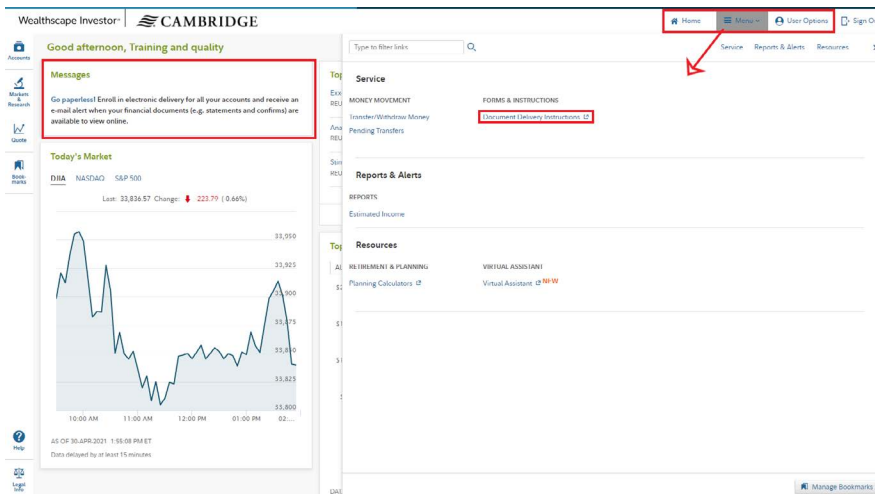 Wealthscape Investor
CAMBRIDGE
Home
Menu
User Options
Sign O
Accounts
Markets
&
Research
Quote
Book-
marks
Help
Legal
Info
Good afternoon, Training and quality
Messages
Go paperless! Enroll in electronic delivery for all your accounts and receive an
e-mail alert when your financial documents (e.g. statements and confirms) are
available to view online.
Today's Market
DJIA NASDAQ S&P 500
Last: 33,836.57 Change: 223.79 (-0.66%)
33,950
33,925
33,900
33,875
33,850
33,825
33,800
10:00 AM 11:00 AM 12:00 PM 01:00 PM 02:...
AS OF 30-APR-2021 1:55:08 PM ET
Data delayed by at least 15 minutes
Top
REU
Ana
REU
REU
Top
Type to filter links
Service Reports & Alerts Resources
Service
MONEY MOVEMENT
Transfer/Withdraw Money
Pending Transfers
FORMS & INSTRUCTIONS
Document Delivery Instructions
Reports & Alerts
REPORTS
Estimated Income
Resources
RETIREMENT & PLANNING
Planning Calculators
VIRTUAL ASSISTANT
Virtual Assistant NEW
Manage Bookmarks